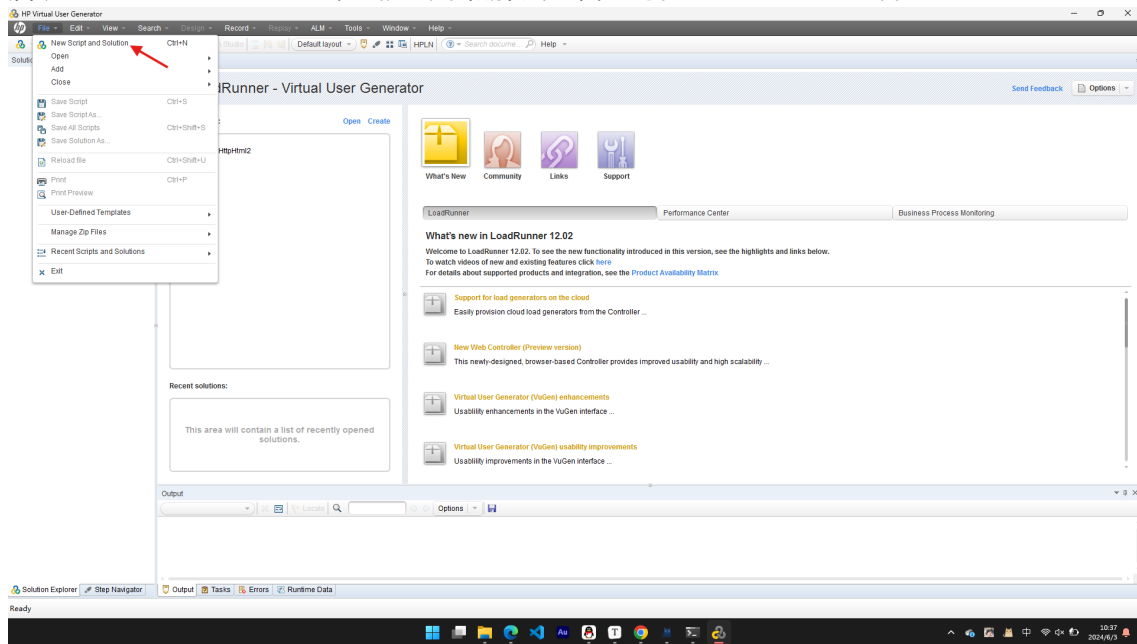 HP Virtual User Generator
File Edit View Search Design Record Replay ALM Tools Window Help
Default layout HPLN Search docume... Help
New Script and Solution Ctrl+N
Open
Add
Close
Save Script Ctrl+S
Save Script As...
Save All Scripts Ctrl+Shift+S
Save Solution As...
Reload file Ctrl+Shift+U
Print Ctrl+P
Print Preview
User-Defined Templates
Manage Zip Files
Recent Scripts and Solutions
Exit
Runner - Virtual User Generator
Send Feedback Options
Open Create
HttpHtml2
What's New Community Links Support
LoadRunner Performance Center Business Process Monitoring
What's new in LoadRunner 12.02
Welcome to LoadRunner 12.02. To see the new functionality introduced in this version, see the highlights and links below.
To watch videos of new and existing features click here
For details about supported products and integration, see the Product Availability Matrix
Support for load generators on the cloud
Easily provision cloud load generators from the Controller ...
New Web Controller (Preview version)
This newly-designed, browser-based Controller provides improved usability and high scalability ...
Virtual User Generator (VuGen) enhancements
Usablility enhancements in the VuGen interface ...
Virtual User Generator (VuGen) usability improvements
Usablility improvements in the VuGen interface ...
Recent solutions:
This area will contain a list of recently opened
solutions.
Output
Locate Options
Solution Explorer Step Navigator Output Tasks Errors Runtime Data
Ready
Au T 中 10:37
2024/6/3